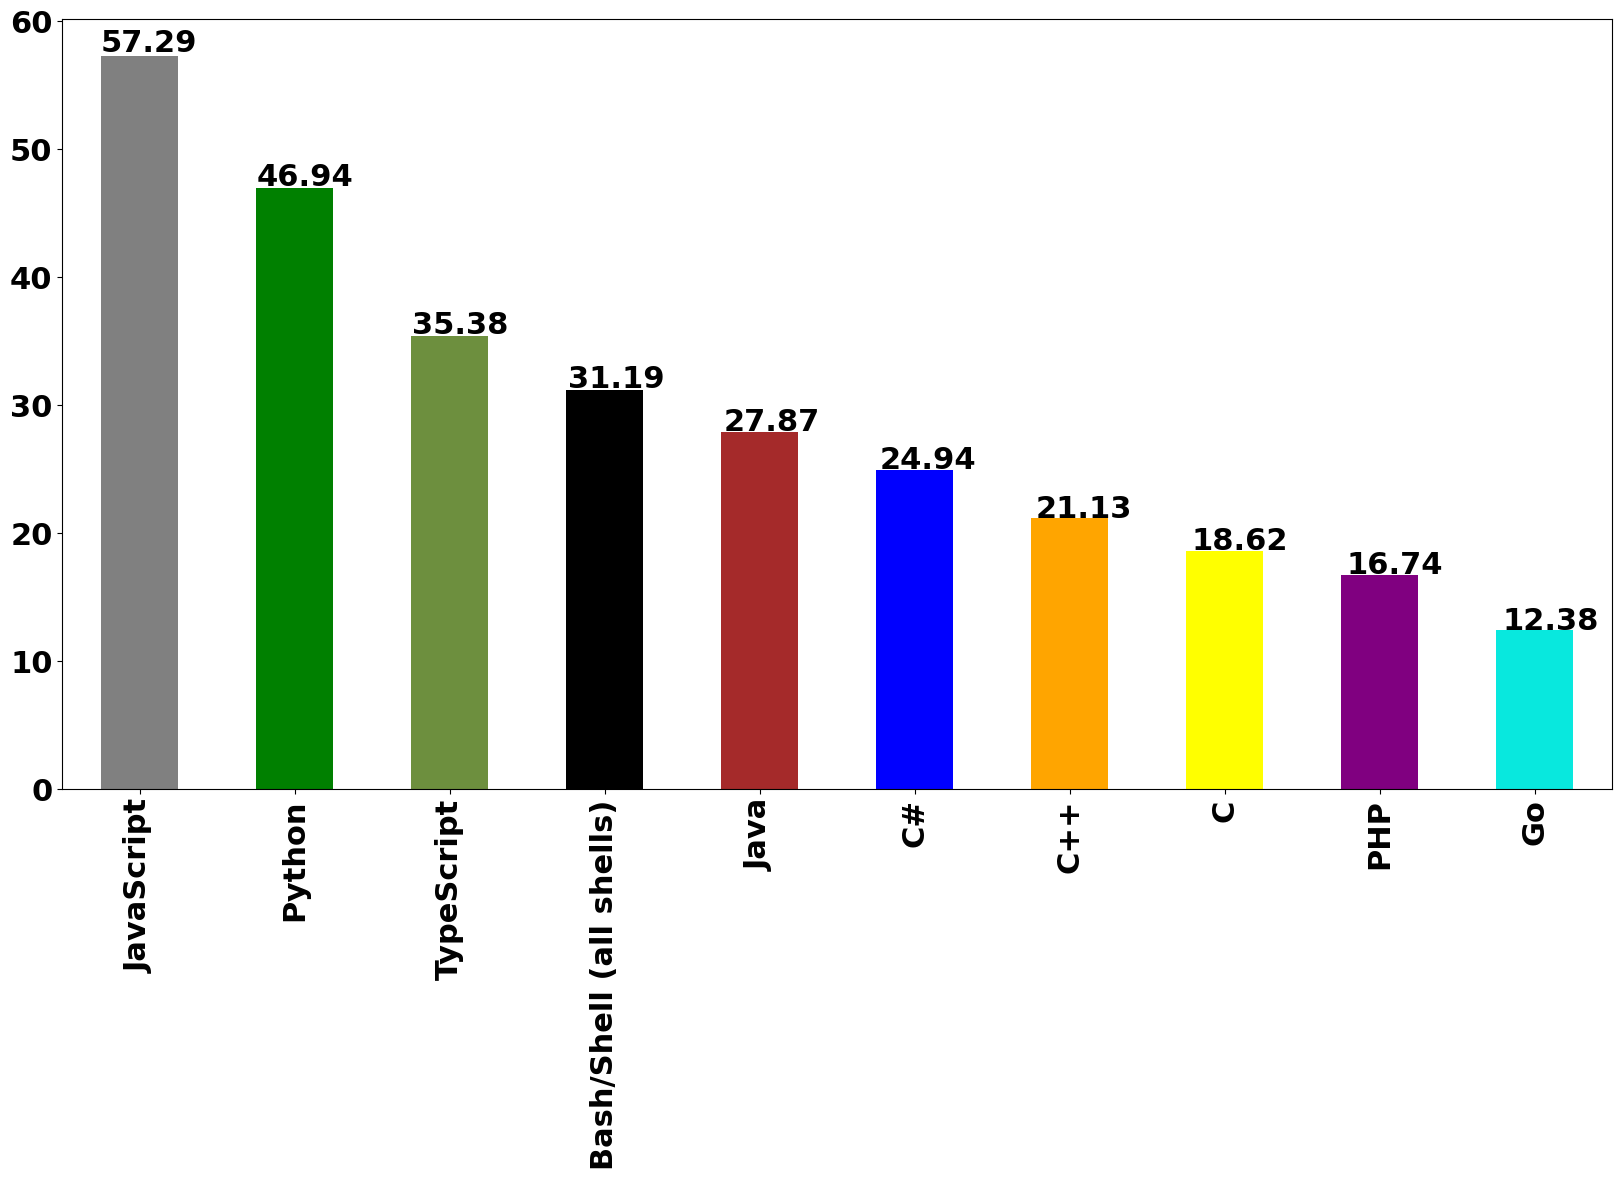 60
50
40
30
20
10
0
57.29
46.94
35.38
31.19
27.87
24.94
21.13
18.62
16.74
12.38
JavaScript
Python
TypeScript
Bash/Shell (all shells)
Java
C#
C++
C
PHP
Go